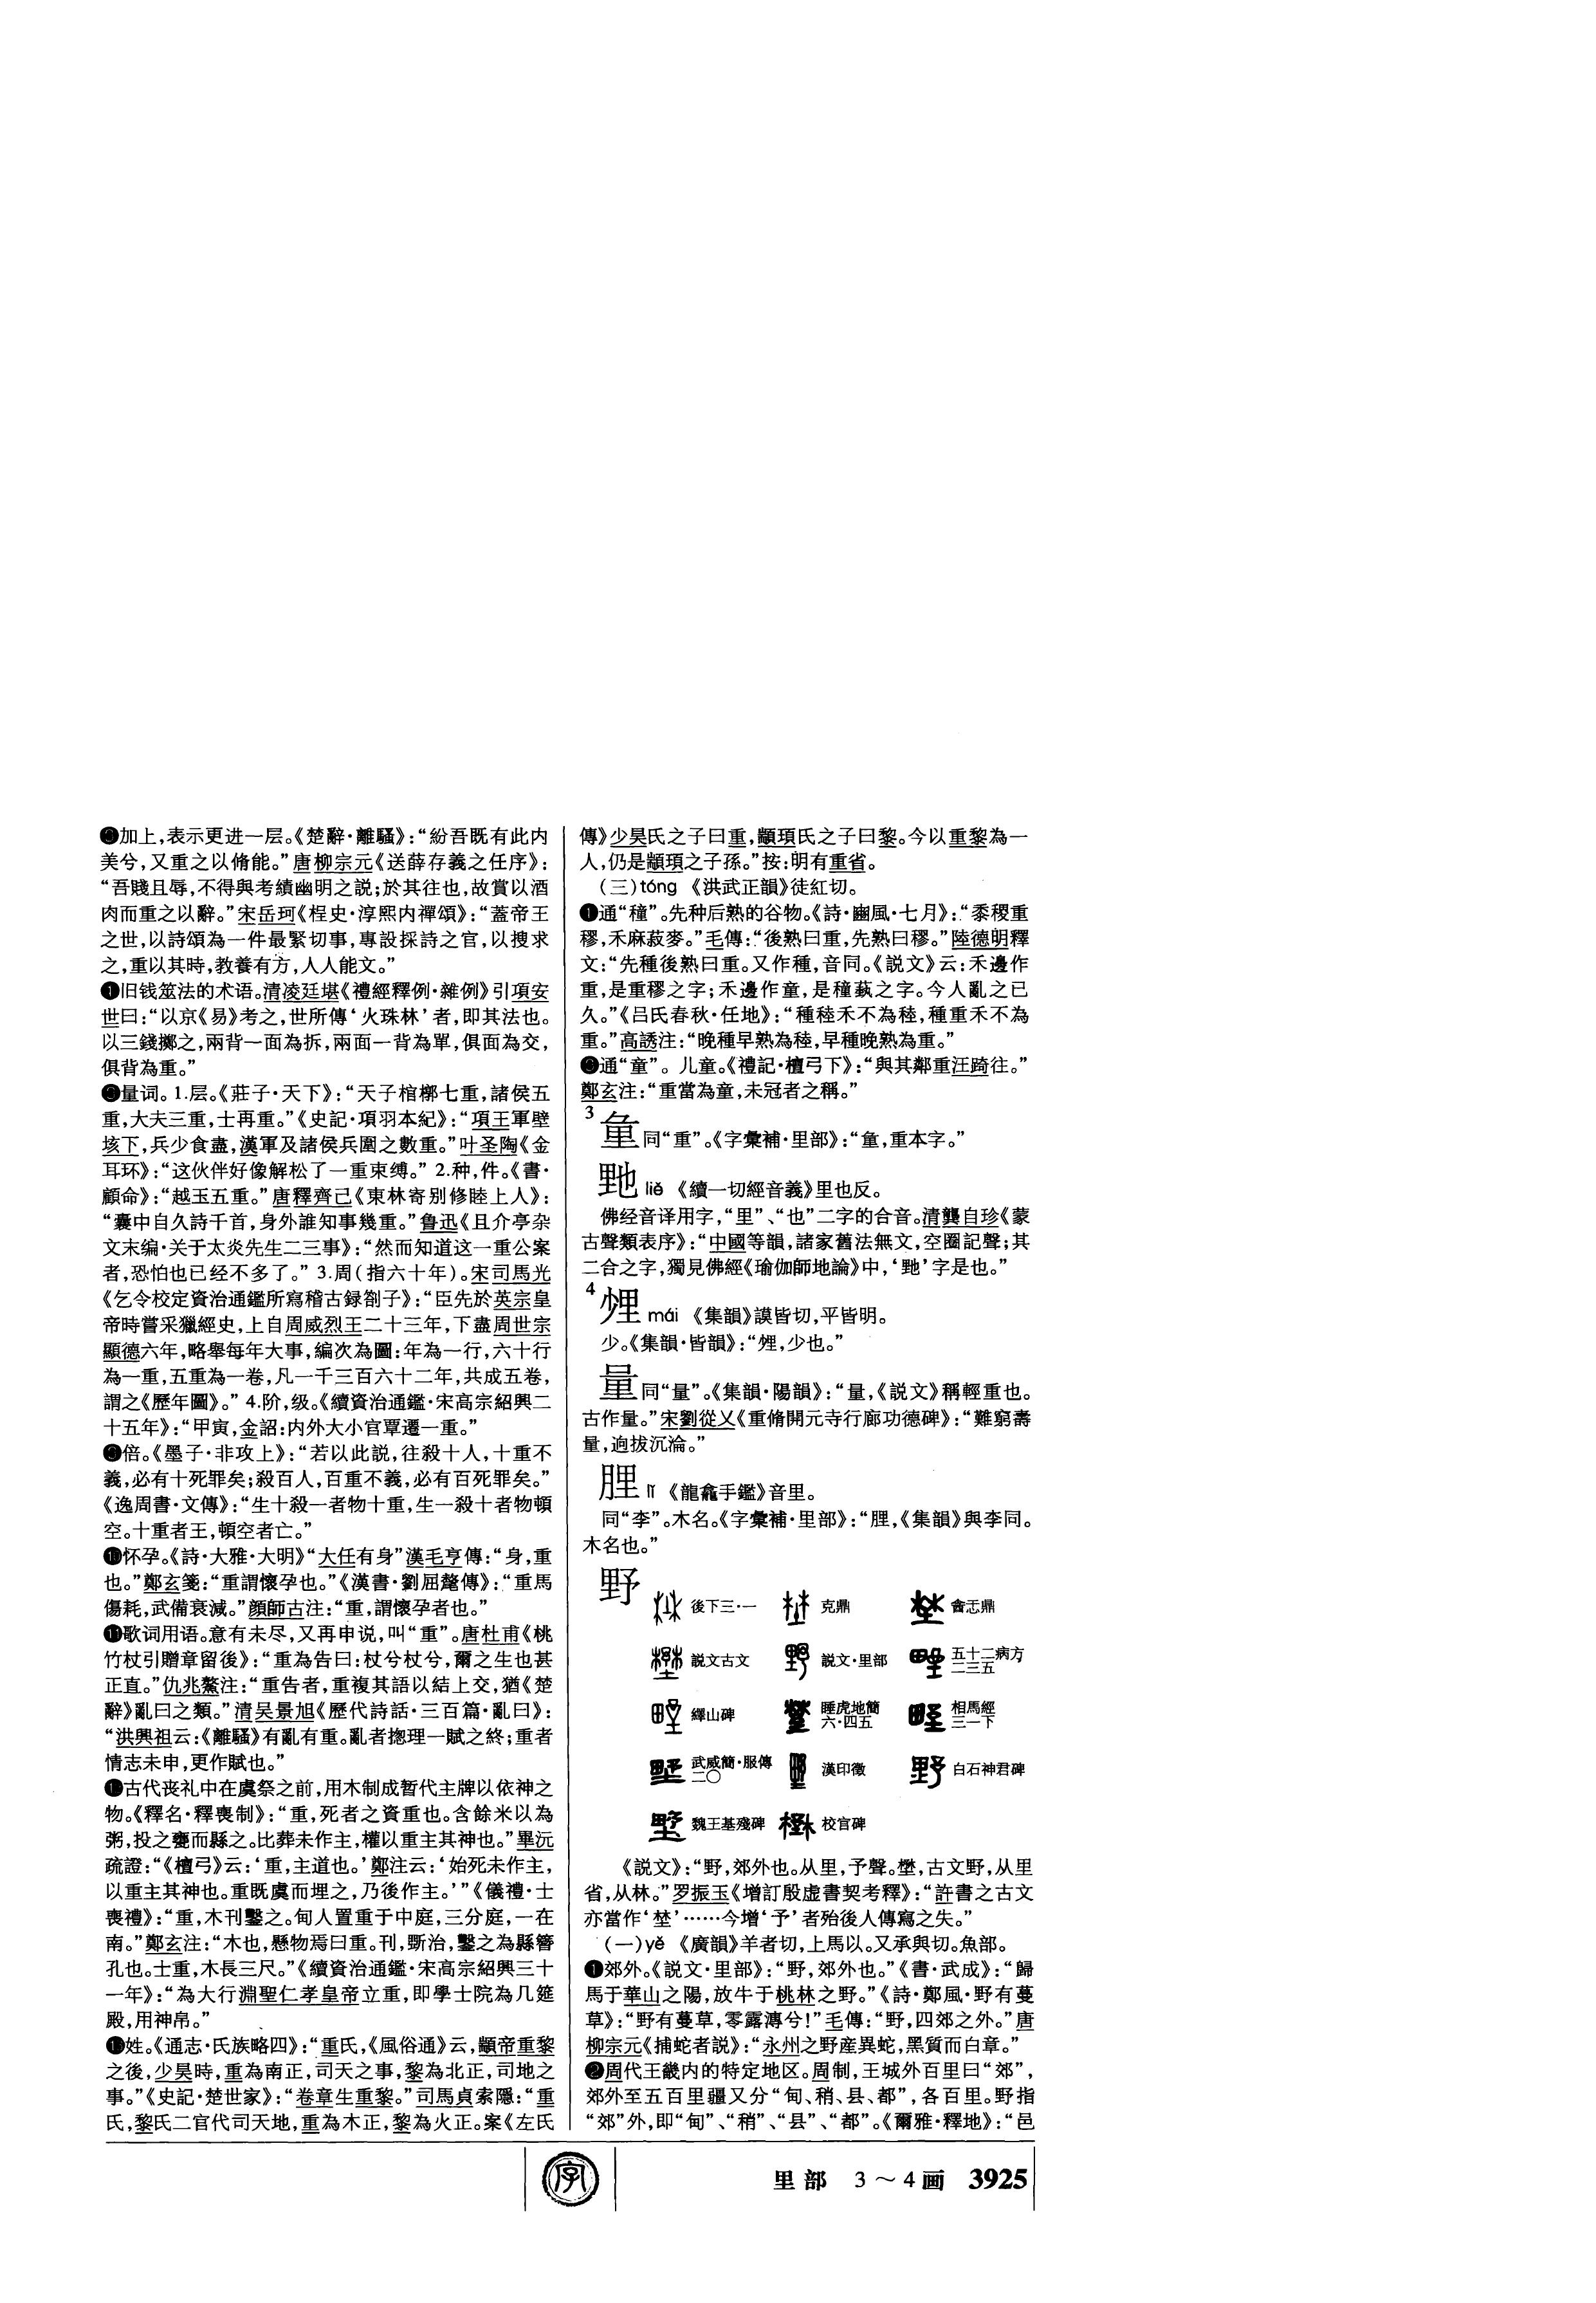 加上，表示更进一层。《楚辭·離騷》：“紛吾既有此内
美兮，又重之以脩能。”唐柳宗元《送薛存義之任序》：
“吾賤且辱，不得與考績幽明之説；於其往也，故賞以酒
肉而重之以辭。”宋岳珂《桯史·淳熙内禪頌》：“蓋帝王
之世，以詩頌為一件最緊切事，專設採詩之官，以搜求
之，重以其時，教養有方，人人能文。”
旧钱筮法的术语。清凌廷堪《禮經釋例·雜例》引項安
世曰：“以京《易》考之，世所傳‘火珠林’者，即其法也。
以三錢擲之，兩背一面為拆，兩面一背為單，俱面為交，
俱背為重。”
量词。1.层。《莊子·天下》：“天子棺槨七重，諸侯五
重，大夫三重，士再重。”《史記·項羽本紀》：“項王軍壁
垓下，兵少食盡，漢軍及諸侯兵圍之數重。”叶圣陶《金
耳环》：“这伙伴好像解松了一重束缚。” 2.种，件。《書·
顧命》：“越玉五重。”唐釋齊己《東林寄别修睦上人》：
“囊中自久詩千首，身外誰知事幾重。”鲁迅《且介亭杂
文末编·关于太炎先生二三事》：“然而知道这一重公案
者，恐怕也已经不多了。” 3.周（指六十年）。宋司馬光
《乞令校定資治通鑑所寫稽古録劄子》：“臣先於英宗皇
帝時嘗采獵經史，上自周威烈王二十三年，下盡周世宗
顯德六年，略舉每年大事，編次為圖：年為一行，六十行
為一重，五重為一卷，凡一千三百六十二年，共成五卷，
謂之《歷年圖》。” 4.阶，级。《續資治通鑑·宋高宗紹興二
十五年》：“甲寅，金詔：内外大小官覃遷一重。”
倍。《墨子·非攻上》：“若以此説，往殺十人，十重不
義，必有十死罪矣；殺百人，百重不義，必有百死罪矣。”
《逸周書·文傳》：“生十殺一者物十重，生一殺十者物頓
空。十重者王，頓空者亡。”
怀孕。《詩·大雅·大明》“大任有身”漢毛亨傳：“身，重
也。”鄭玄箋：“重謂懷孕也。”《漢書·劉屈氂傳》：“重馬
傷耗，武備衰減。”顔師古注：“重，謂懷孕者也。”
⓫歌词用语。意有未尽，又再申说，叫“重”。唐杜甫《桃
竹杖引贈章留後》：“重為告曰：杖兮杖兮，爾之生也甚
正直。”仇兆鰲注：“重告者，重複其語以結上交，猶《楚
辭》亂曰之類。”清吴景旭《歷代詩話·三百篇·亂曰》：
“洪興祖云：《離騷》有亂有重。亂者揔理一賦之終；重者
情志未申，更作賦也。”
古代丧礼中在虞祭之前，用木制成暂代主牌以依神之
物。《釋名·釋喪制》：“重，死者之資重也。含餘米以為
粥，投之甕而縣之。比葬未作主，權以重主其神也。”畢沅
疏證：“《檀弓》云：‘重，主道也。’鄭注云：‘始死未作主，
以重主其神也。重既虞而埋之，乃後作主。’”《儀禮·士
喪禮》：“重，木刊鑿之。甸人置重于中庭，三分庭，一在
南。”鄭玄注：“木也，懸物焉曰重。刊，斲治，鑿之為縣簪
孔也。士重，木長三尺。”《續資治通鑑·宋高宗紹興三十
一年》：“為大行淵聖仁孝皇帝立重，即學士院為几筵
殿，用神帛。”
姓。《通志·氏族略四》：“重氏，《風俗通》云，顓帝重黎
之後，少昊時，重為南正，司天之事，黎為北正，司地之
事。”《史記·楚世家》：“卷章生重黎。”司馬貞索隱：“重
氏，黎氏二官代司天地，重為木正，黎為火正。案《左氏
傳》少昊氏之子曰重，顓頊氏之子曰黎。今以重黎為一
人，仍是顓頊之子孫。”按：明有重省。
（三）tóng 《洪武正韻》徒紅切。
❶通“穜”。先种后熟的谷物。《詩·豳風·七月》：“黍稷重
穋，禾麻菽麥。”毛傳：“後熟曰重，先熟曰穋。”陸德明釋
文：“先種後熟曰重。又作種，音同。《説文》云：禾邊作
重，是重穋之字；禾邊作童，是穜蓺之字。今人亂之已
久。”《吕氏春秋·任地》：“種稑禾不為稑，種重禾不為
重。”高誘注：“晚種早熟為稑，早種晚熟為重。”
❷通“童”。儿童。《禮記·檀弓下》：“與其鄰重汪踦往。”
鄭玄注：“重當為童，未冠者之稱。”
3
同“重”。《字彙補·里部》：“重本字。”
liě 《續一切經音義》里也反。
佛经音译用字，“里”、“也”二字的合音。清龔自珍《蒙
古聲類表序》：“中國等韻，諸家舊法無文，空圈記聲；其
二合之字，獨見佛經《瑜伽師地論》中，‘野’字是也。”
4
mái 《集韻》謨皆切，平皆明。
少。《集韻·皆韻》：“少也。”
量 同“量”。《集韻·陽韻》：“量，《説文》稱輕重也。
古作量。”宋劉從乂《重脩開元寺行廊功德碑》：“難窮壽
量，逈拔沉淪。”
lǐ 《龍龕手鑑》音里。
同“李”。木名。《字彙補·里部》：“《集韻》與李同。
木名也。”
野
後下三·一 克鼎 酓忎鼎
説文古文 説文·里部 五十二病方 二三五
繹山碑 睡虎地簡 六·四五 相馬經 三一下
武威簡·服傳 二〇 漢印徵 白石神君碑
魏王基殘碑 校官碑
《説文》：“野，郊外也。从里，予聲。壄，古文野，从里
省，从林。”罗振玉《增訂殷虚書契考釋》：“許書之古文
亦當作‘埜’……今增‘予’者殆後人傳寫之失。”
（一）yě 《廣韻》羊者切，上馬以。又承與切。魚部。
❶郊外。《説文·里部》：“野，郊外也。”《書·武成》：“歸
馬于華山之陽，放牛于桃林之野。”《詩·鄭風·野有蔓
草》：“野有蔓草，零露漙兮！”毛傳：“野，四郊之外。”唐
柳宗元《捕蛇者説》：“永州之野産異蛇，黑質而白章。”
❷周代王畿内的特定地区。周制，王城外百里曰“郊”，
郊外至五百里疆又分“甸、稍、县、都”，各百里。野指
“郊”外，即“甸”、“稍”、“县”、“都”。《爾雅·釋地》：“邑
字
里部 3～4画 3925